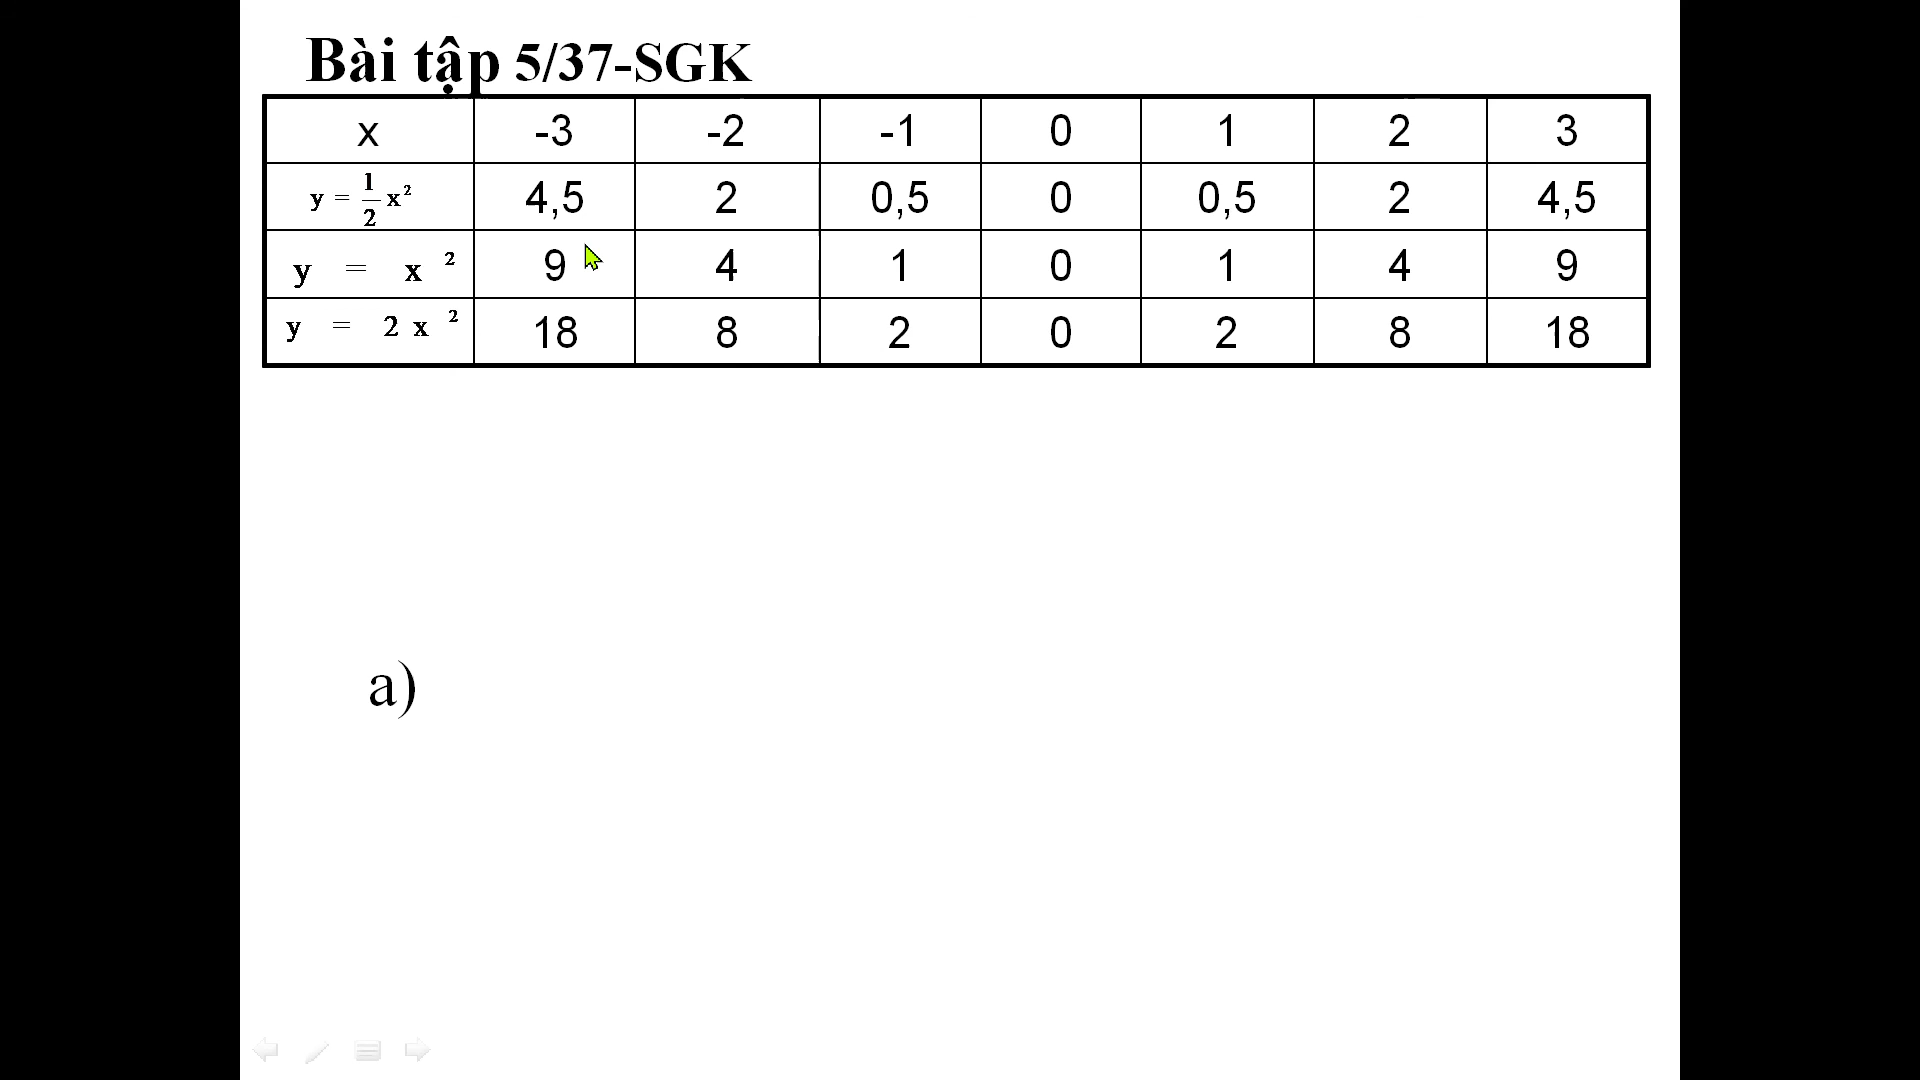 Bài tập 5/37-SGK
x -3 -2 -1 0 1 2 3
y = 1/2 x² 4,5 2 0,5 0 0,5 2 4,5
y = x² 9 4 1 0 1 4 9
y = 2x² 18 8 2 0 2 8 18
a)